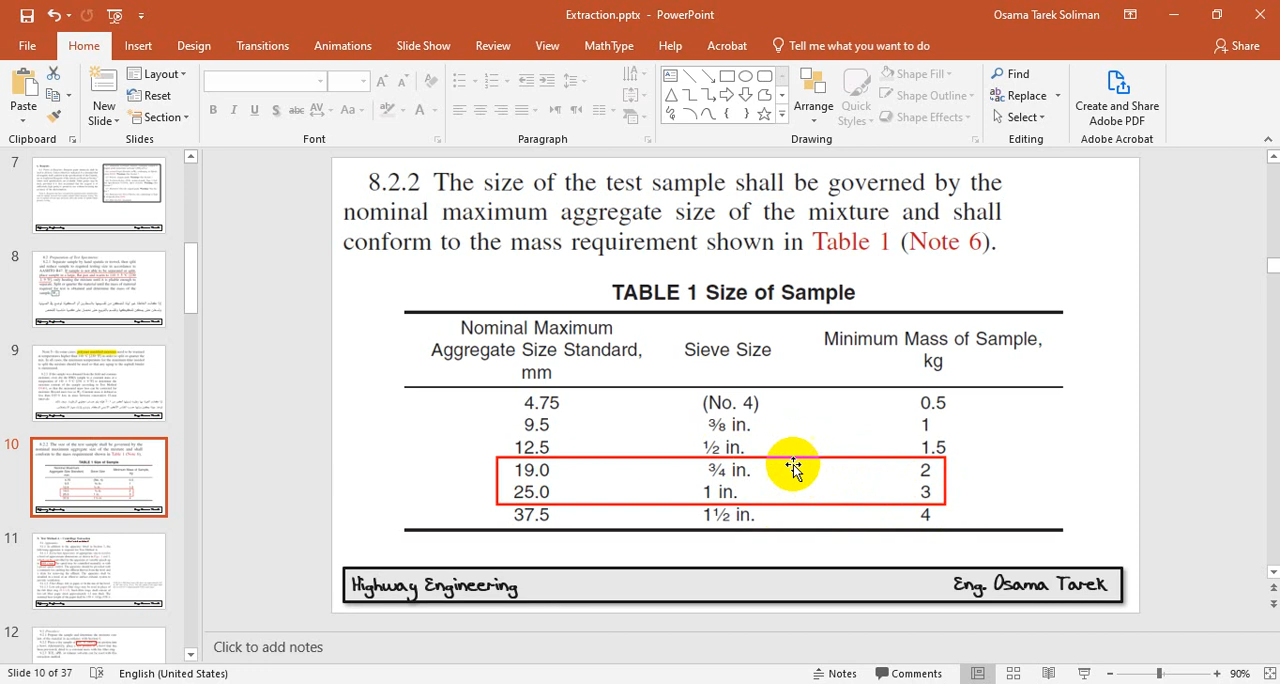 Extraction.pptx - PowerPoint
Osama Tarek Soliman
File Home Insert Design Transitions Animations Slide Show Review View MathType Help Acrobat Tell me what you want to do Share
Paste
New Slide
Layout
Reset
Section
Arrange
Quick Styles
Shape Fill
Shape Outline
Shape Effects
Find
Replace
Select
Create and Share Adobe PDF
Clipboard Slides Font Paragraph Drawing Editing Adobe Acrobat
7
8
9
10
11
12
8.2.2 The size of the test sample shall be governed by the
nominal maximum aggregate size of the mixture and shall
conform to the mass requirement shown in Table 1 (Note 6).
TABLE 1 Size of Sample
Nominal Maximum Aggregate Size Standard, mm
Sieve Size
Minimum Mass of Sample, kg
4.75 (No. 4) 0.5
9.5 ⅜ in. 1
12.5 ½ in. 1.5
19.0 ¾ in. 2
25.0 1 in. 3
37.5 1½ in. 4
Highway Engineering
Eng. Osama Tarek
Click to add notes
Slide 10 of 37 English (United States) Notes Comments 90%